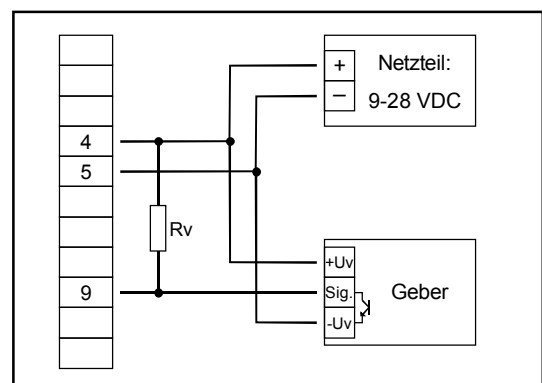 +
Netzteil:
–
9-28 VDC
4
5
Rv
9
+Uv
Sig.
-Uv
Geber